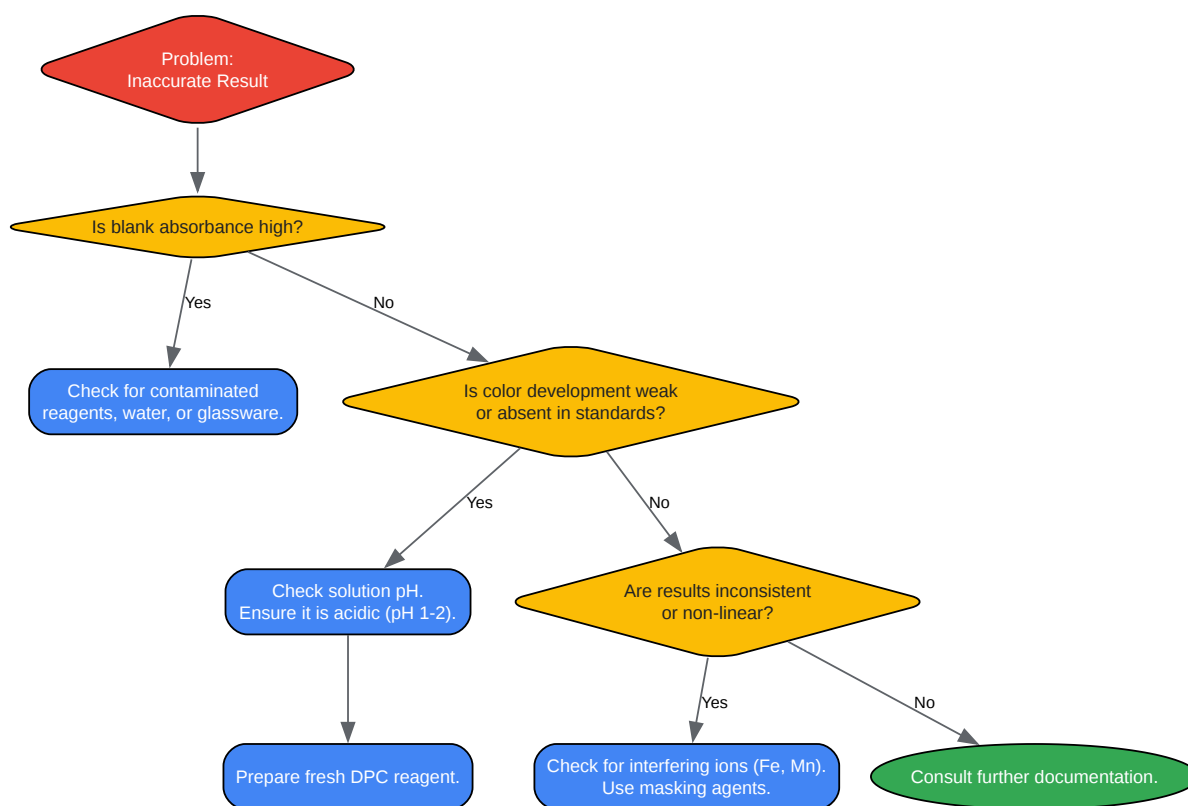 Problem:
Inaccurate Result
Is blank absorbance high?
Yes
No
Check for contaminated
reagents, water, or glassware.
Is color development weak
or absent in standards?
Yes
No
Check solution pH.
Ensure it is acidic (pH 1-2).
Are results inconsistent
or non-linear?
Yes
No
Prepare fresh DPC reagent.
Check for interfering ions (Fe, Mn).
Use masking agents.
Consult further documentation.